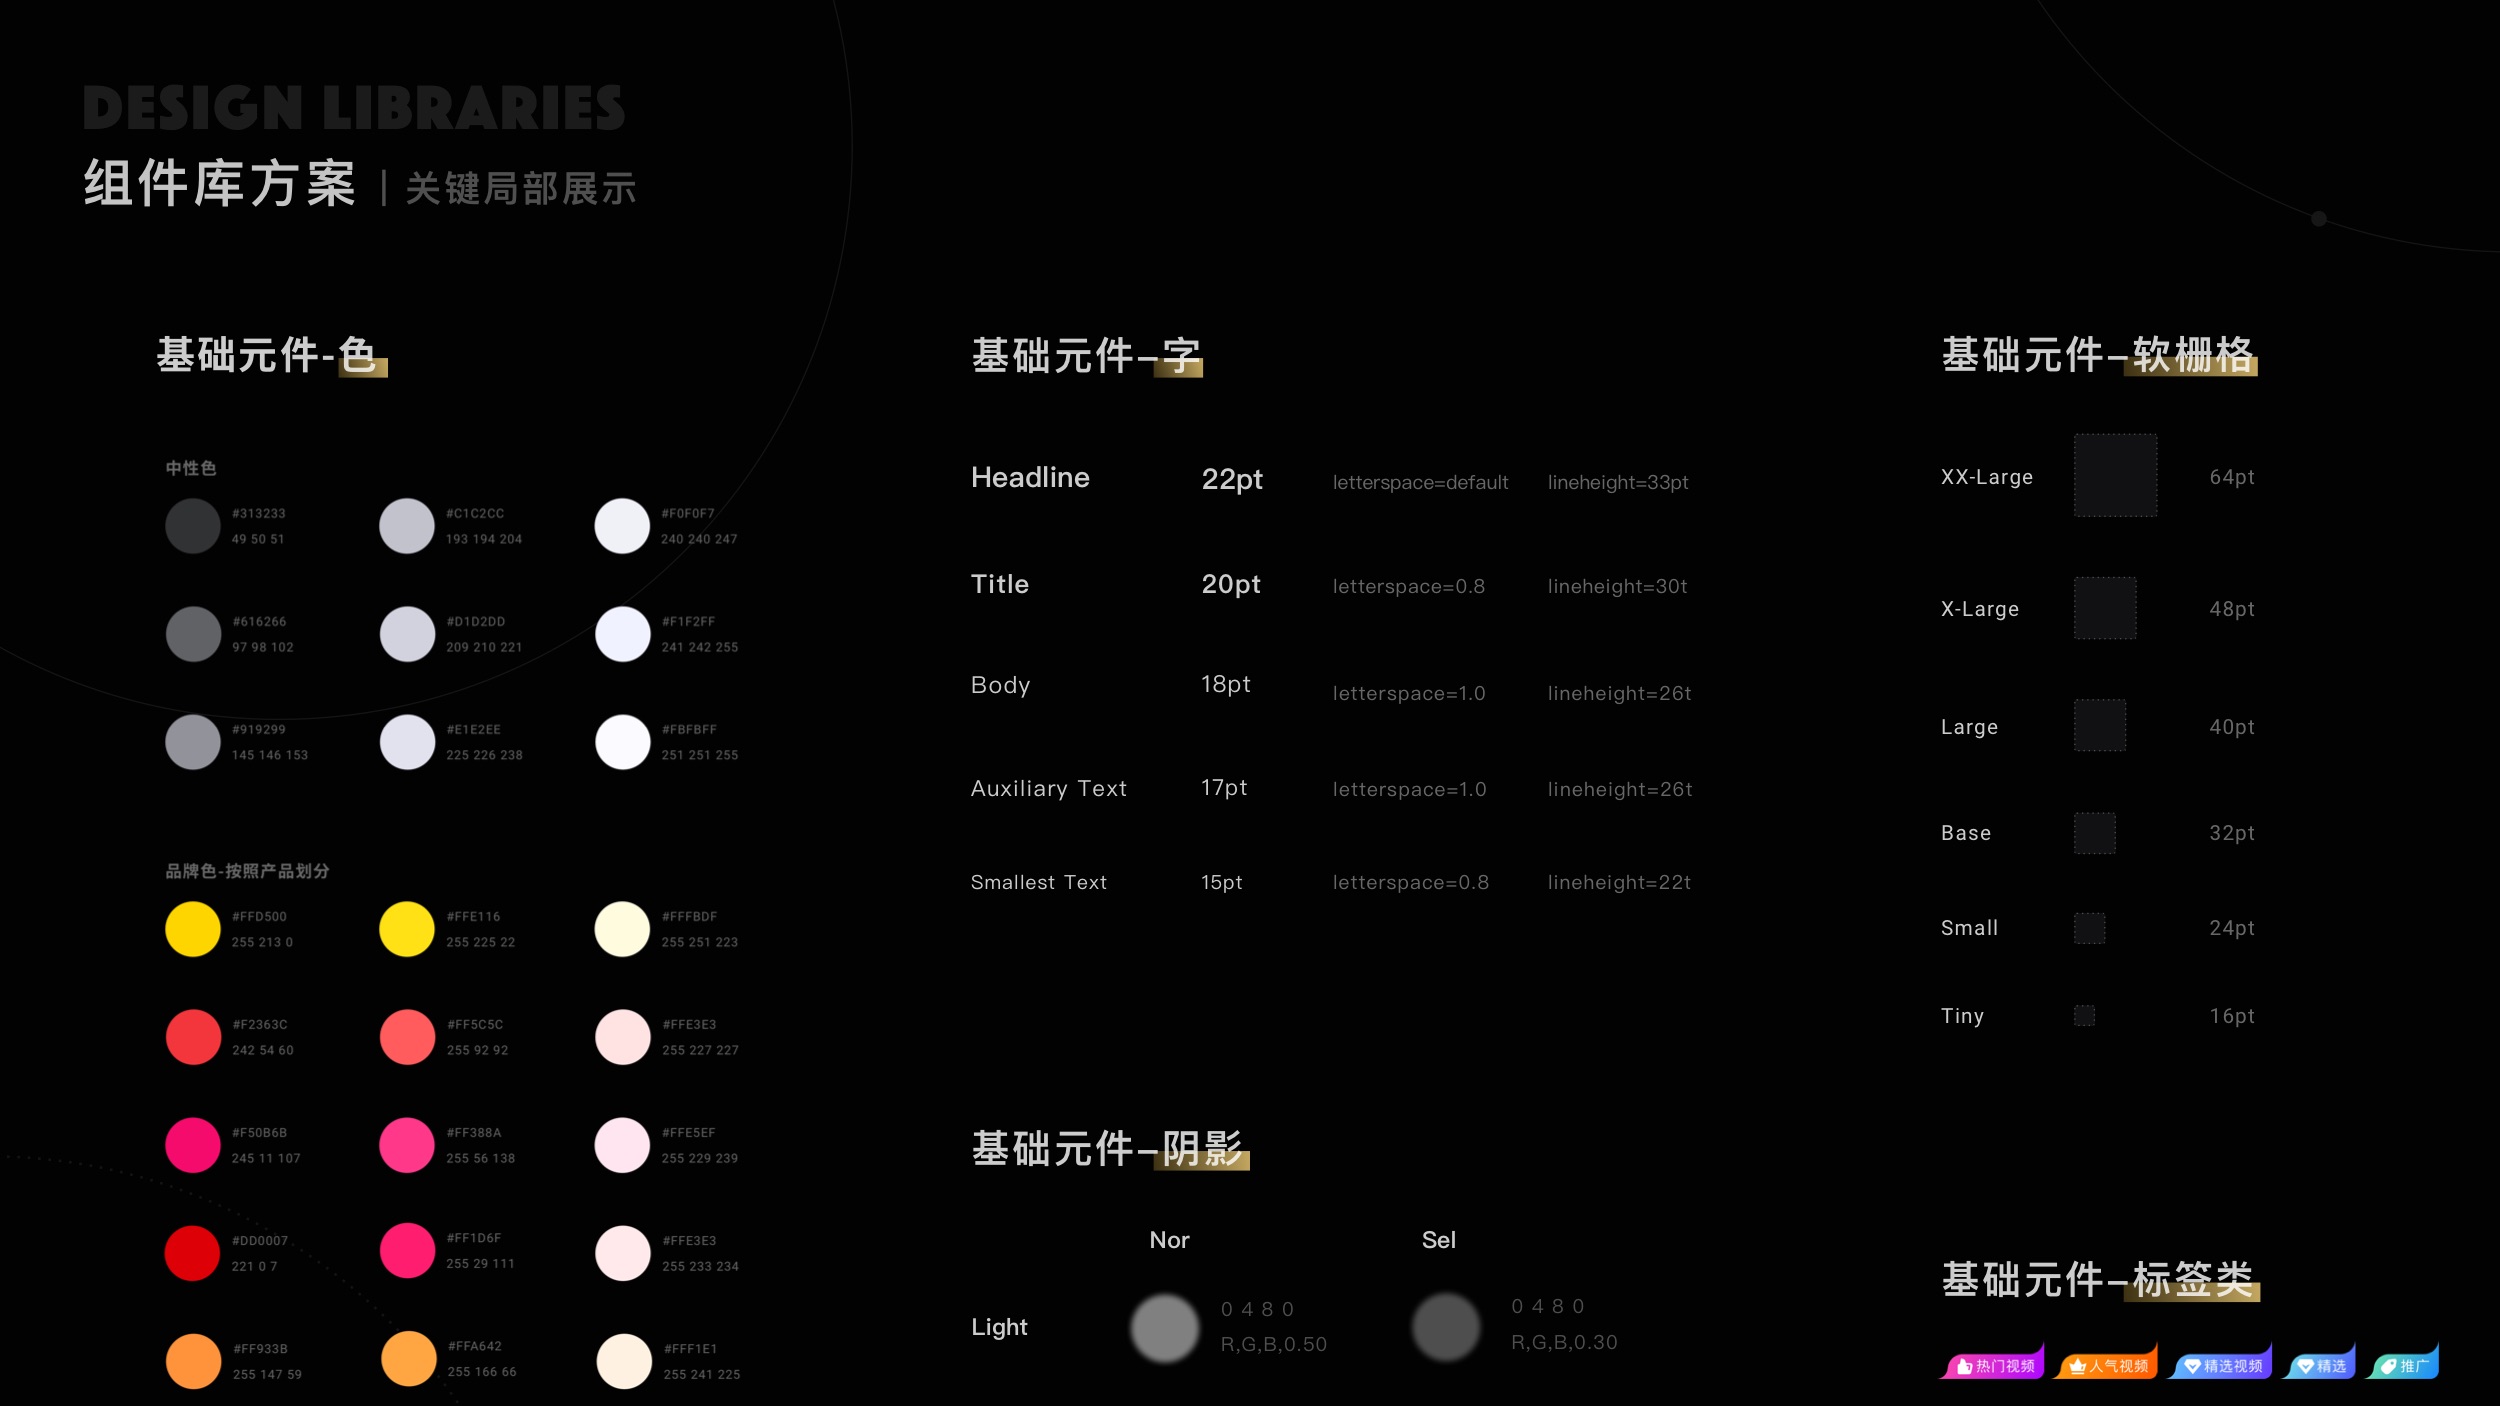 DESIGN LIBRARIES
组件库方案 | 关键局部展示
基础元件-色
中性色
#313233
49 50 51
#C1C2CC
193 194 204
#F0F0F7
240 240 247
#616266
97 98 102
#D1D2DD
209 210 221
#F1F2FF
241 242 255
#919299
145 146 153
#E1E2EE
225 226 238
#FBFBFF
251 251 255
品牌色-按照产品划分
#FFD500
255 213 0
#FFE116
255 225 22
#FFFBDF
255 251 223
#F2363C
242 54 60
#FF5C5C
255 92 92
#FFE3E3
255 227 227
#F50B6B
245 11 107
#FF388A
255 56 138
#FFE5EF
255 229 239
#DD0007
221 0 7
#FF1D6F
255 29 111
#FFE3E3
255 233 234
#FF933B
255 147 59
#FFA642
255 166 66
#FFF1E1
255 241 225
基础元件-字
Headline 22pt letterspace=default lineheight=33pt
Title 20pt letterspace=0.8 lineheight=30t
Body 18pt letterspace=1.0 lineheight=26t
Auxiliary Text 17pt letterspace=1.0 lineheight=26t
Smallest Text 15pt letterspace=0.8 lineheight=22t
基础元件-阴影
Nor Sel
Light
0 4 8 0
R,G,B,0.50
0 4 8 0
R,G,B,0.30
基础元件-软栅格
XX-Large 64pt
X-Large 48pt
Large 40pt
Base 32pt
Small 24pt
Tiny 16pt
基础元件-标签类
热门视频 人气视频 精选视频 精选 推广